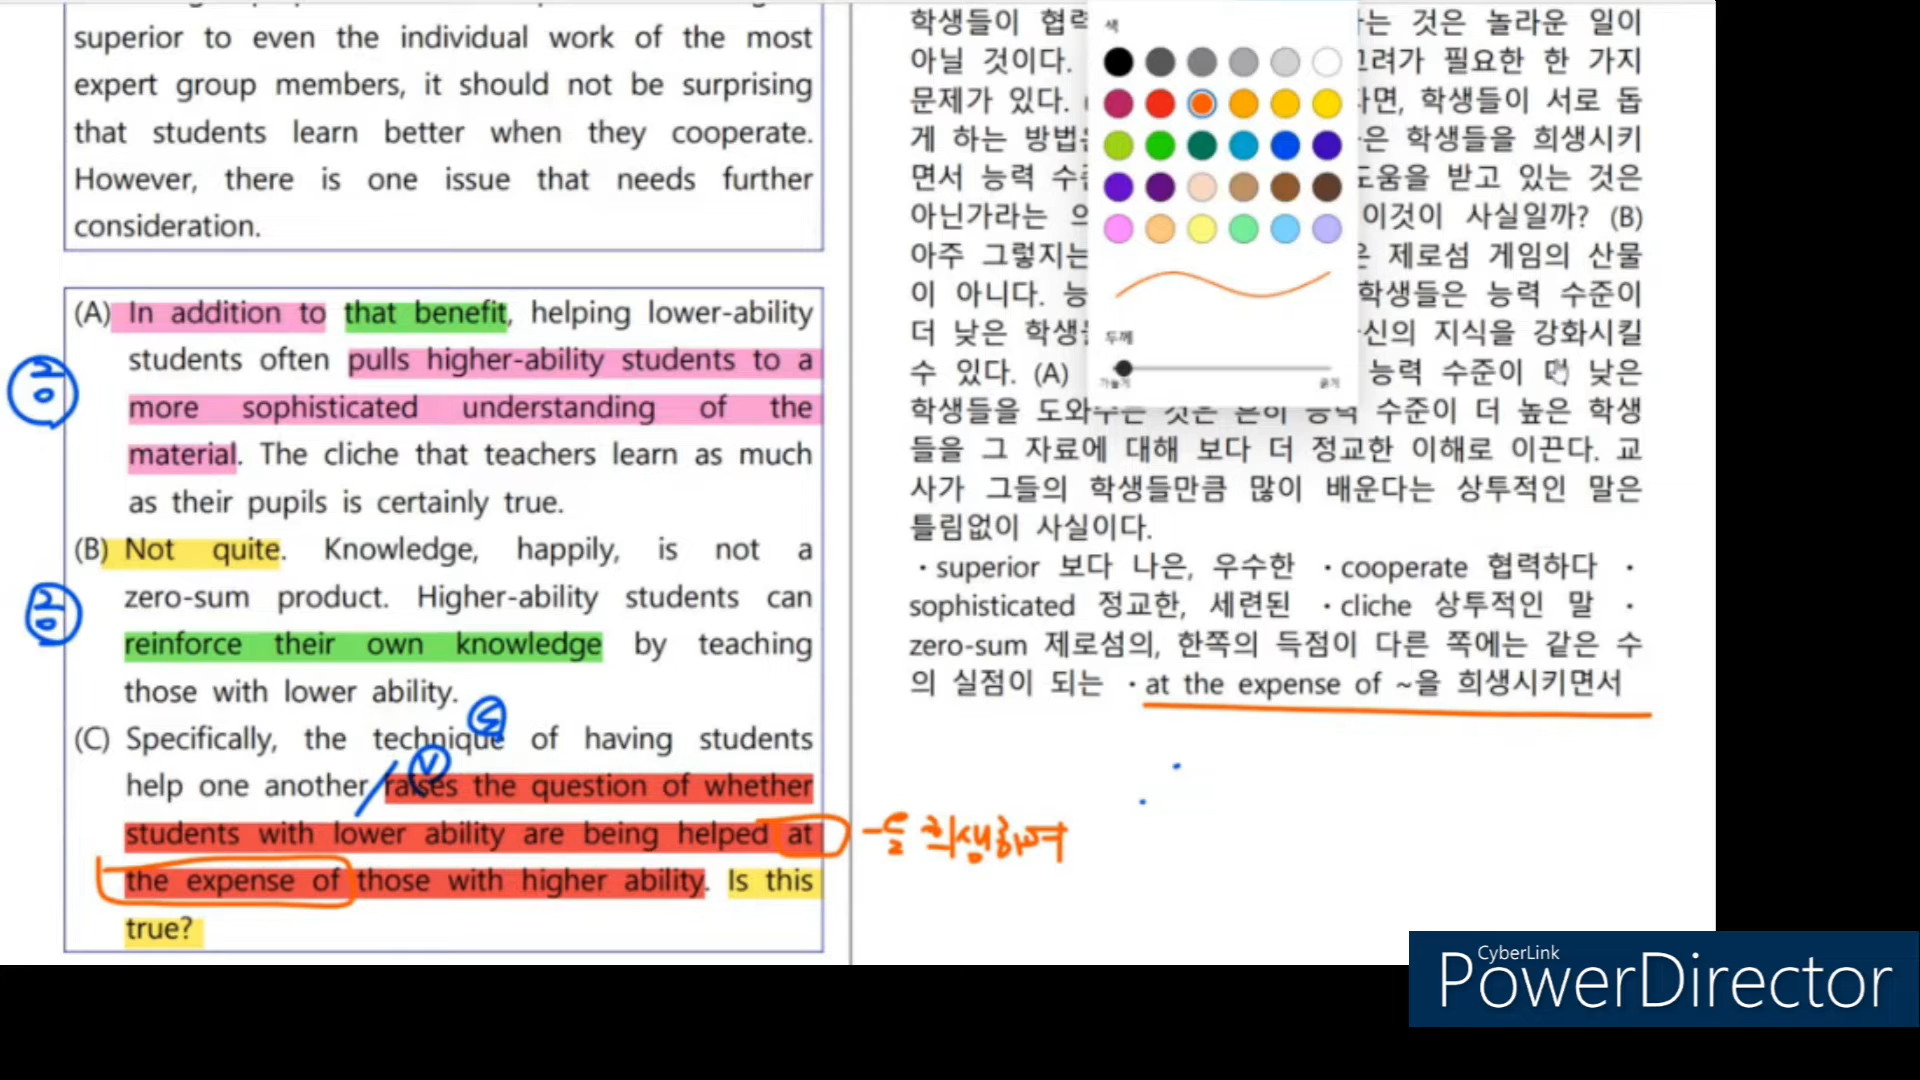 superior to even the individual work of the most
expert group members, it should not be surprising
that students learn better when they cooperate.
However, there is one issue that needs further
consideration.
(A) In addition to that benefit, helping lower-ability
students often pulls higher-ability students to a
more sophisticated understanding of the
material. The cliche that teachers learn as much
as their pupils is certainly true.
(B) Not quite. Knowledge, happily, is not a
zero-sum product. Higher-ability students can
reinforce their own knowledge by teaching
those with lower ability.
S
(C) Specifically, the technique of having students
V
help one another raises the question of whether
students with lower ability are being helped at
the expense of those with higher ability. Is this
true?
~을 희생하여
학생들이 협력 는 것은 놀라운 일이
아닐 것이다. 고려가 필요한 한 가지
문제가 있다. 다면, 학생들이 서로 돕
게 하는 방법은 은 학생들을 희생시키
면서 능력 수준 도움을 받고 있는 것은
아닌가라는 의 이것이 사실일까? (B)
아주 그렇지는 제로섬 게임의 산물
이 아니다. 능 학생들은 능력 수준이
더 낮은 학생들 신의 지식을 강화시킬
수 있다. (A) 능력 수준이 더 낮은
학생들을 도와주는 것은 흔히 능력 수준이 더 높은 학생
들을 그 자료에 대해 보다 더 정교한 이해로 이끈다. 교
사가 그들의 학생들만큼 많이 배운다는 상투적인 말은
틀림없이 사실이다.
・superior 보다 나은, 우수한 ・cooperate 협력하다 ・
sophisticated 정교한, 세련된 ・cliche 상투적인 말 ・
zero-sum 제로섬의, 한쪽의 득점이 다른 쪽에는 같은 수
의 실점이 되는 ・at the expense of ~을 희생시키면서
색
두께
가늘게 굵게
CyberLink
PowerDirector